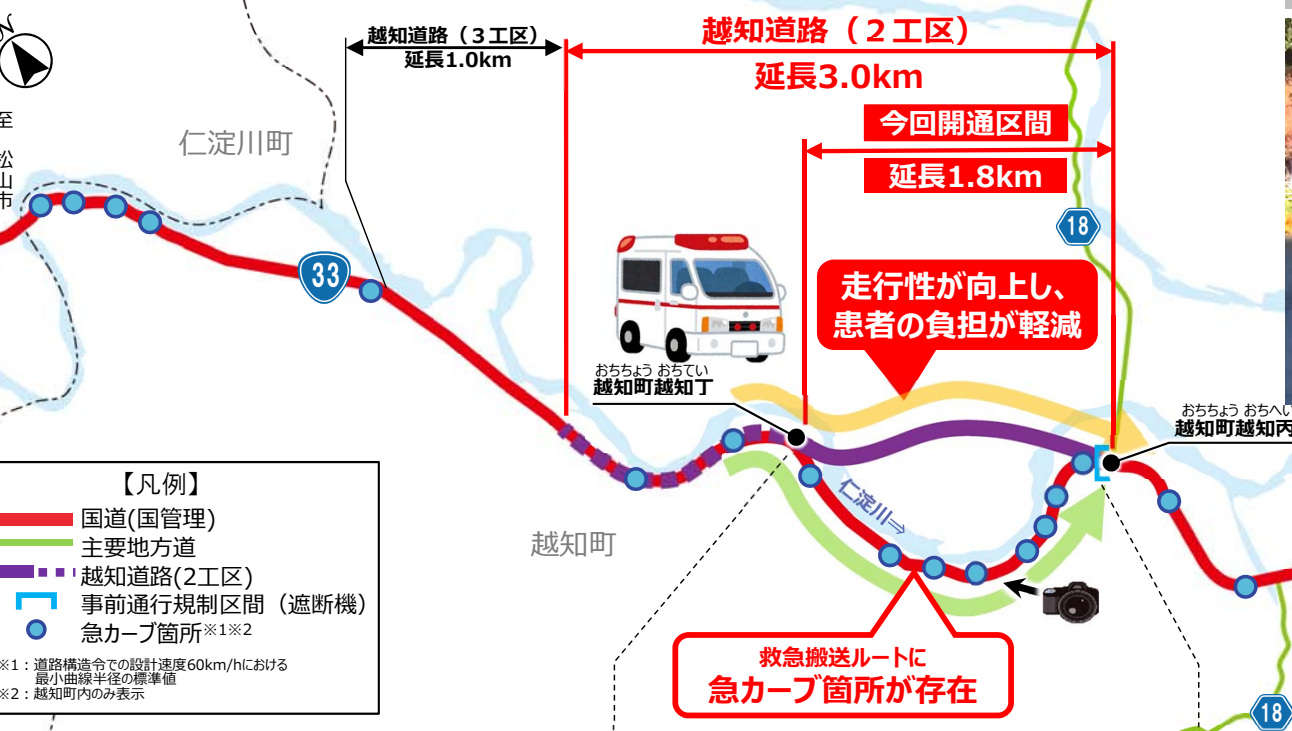 N
至
松
山
市
仁淀川町
越知道路（３工区）
延長1.0km
越知道路（２工区）
延長3.0km
今回開通区間
延長1.8km
18
33
走行性が向上し、
患者の負担が軽減
おちちょう おちてい
越知町越知丁
おちちょう おちへい
越知町越知丙
仁淀川⇒
越知町
【凡例】
国道(国管理)
主要地方道
越知道路(2工区)
事前通行規制区間（遮断機）
急カーブ箇所※1※2
※1：道路構造令での設計速度60km/hにおける
最小曲線半径の標準値
※2：越知町内のみ表示
救急搬送ルートに
急カーブ箇所が存在
18